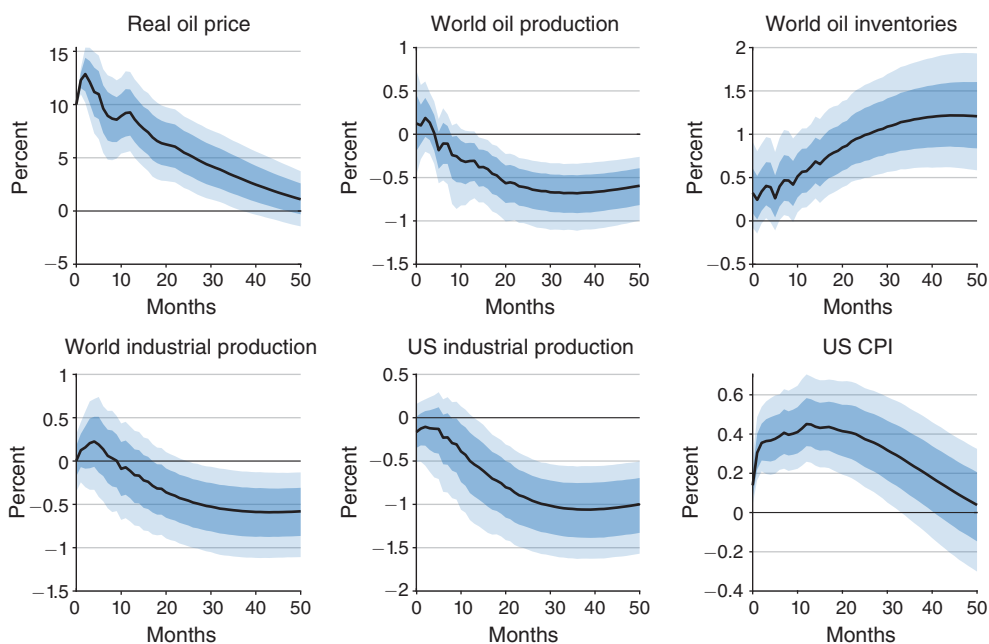 Real oil price
World oil production
World oil inventories
Percent
15
10
5
0
−5
0 10 20 30 40 50
Months
Percent
1
0.5
0
−0.5
−1
−1.5
0 10 20 30 40 50
Months
Percent
2
1.5
1
0.5
0
−0.5
0 10 20 30 40 50
Months
World industrial production
US industrial production
US CPI
Percent
1
0.5
0
−0.5
−1
−1.5
0 10 20 30 40 50
Months
Percent
0.5
0
−0.5
−1
−1.5
−2
0 10 20 30 40 50
Months
Percent
0.6
0.4
0.2
0
−0.2
−0.4
0 10 20 30 40 50
Months